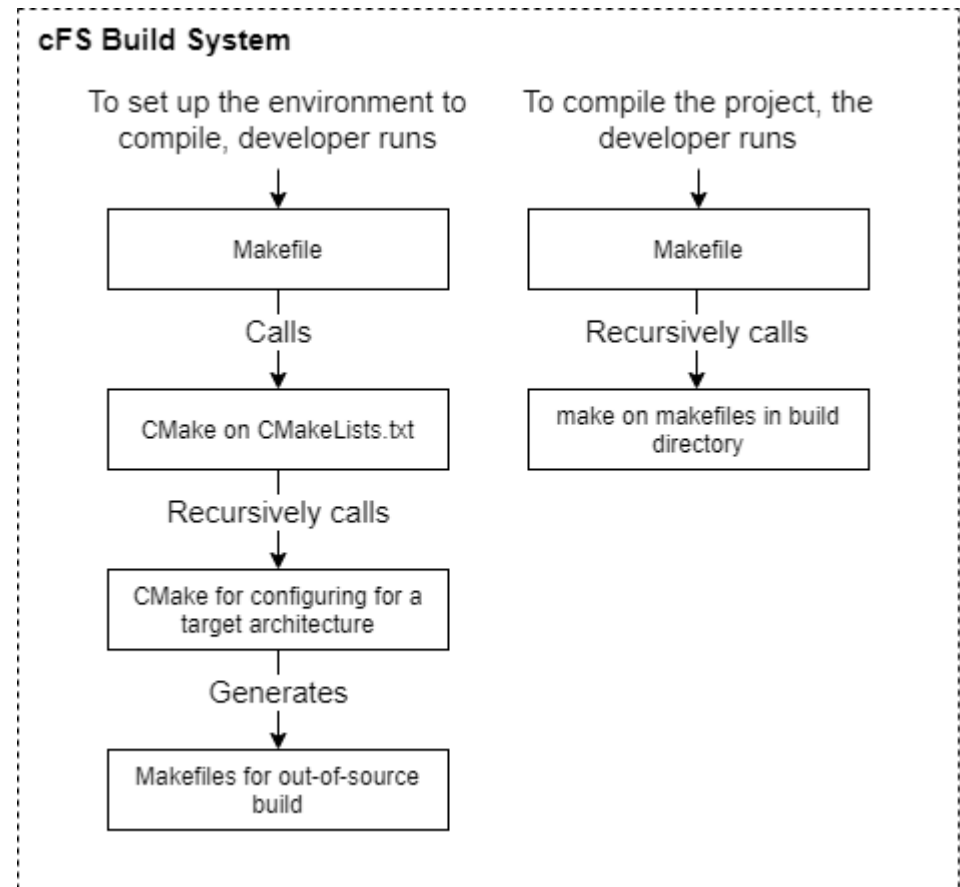 cFS Build System
To set up the environment to
compile, developer runs
Makefile
Calls
CMake on CMakeLists.txt
Recursively calls
CMake for configuring for a
target architecture
Generates
Makefiles for out-of-source
build
To compile the project, the
developer runs
Makefile
Recursively calls
make on makefiles in build
directory